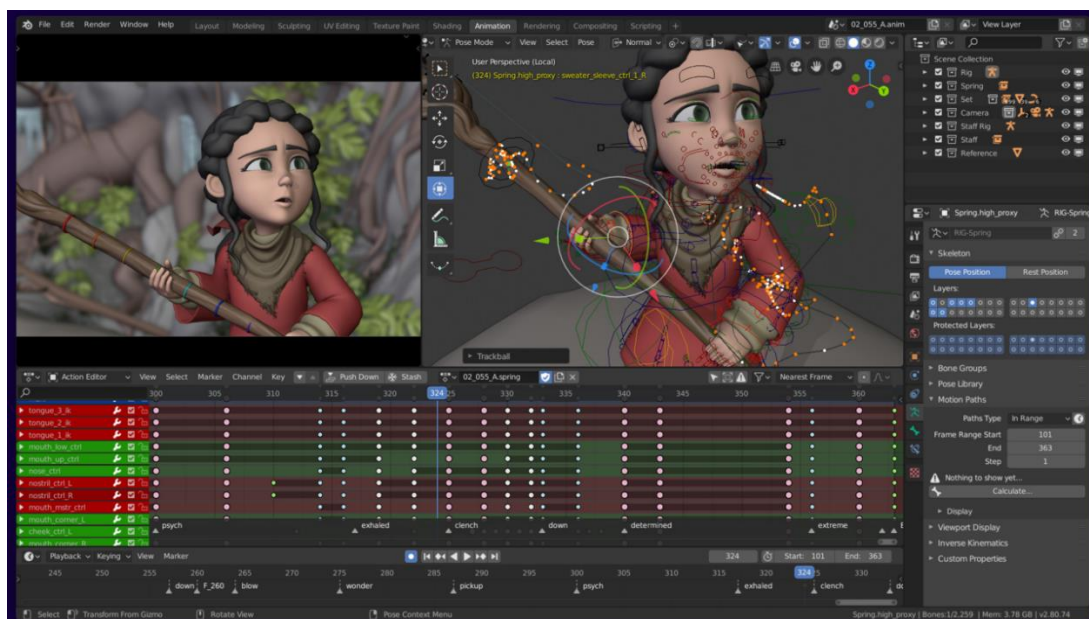 File Edit Render Window Help Layout Modeling Sculpting UV Editing Texture Paint Shading Animation Rendering Compositing Scripting + 02_055_A.anim View Layer
Pose Mode View Select Pose Normal
User Perspective (Local)
(324) Spring.high_proxy : sweater_sleeve_ctrl_1_R
Z
X
Y
Trackball
Scene Collection
Rig
Spring
Set
Camera
Staff Rig
Staff
Reference
Spring.high_proxy RIG-Spring
RIG-Spring 2
Skeleton
Pose Position Rest Position
Layers:
Protected Layers:
Bone Groups
Pose Library
Motion Paths
Paths Type In Range
Frame Range Start 101
End 363
Step 1
Nothing to show yet...
Calculate...
Display
Viewport Display
Inverse Kinematics
Custom Properties
Action Editor View Select Marker Channel Key Push Down Stash 02_055_A.spring Nearest Frame
300 305 310 315 320 324 325 330 335 340 345 350 355 360
tongue_3_ik
tongue_2_ik
tongue_1_ik
mouth_low_ctrl
mouth_up_ctrl
nose_ctrl
nostril_ctrl_L
nostril_ctrl_R
mouth_mstr_ctrl
mouth_corner_L
cheek_ctrl_L
mouth_corner_R
psych exhaled clench down determined extreme
Playback Keying View Marker 324 Start: 101 End: 363
245 250 255 260 265 270 275 280 285 290 295 300 305 310 315 320 324 330 335
down F_260 blow wonder pickup psych exhaled clench
Select Transform From Gizmo Rotate View Pose Context Menu Spring.high_proxy | Bones:1/2.259 | Mem: 3.78 GB | v2.80.74